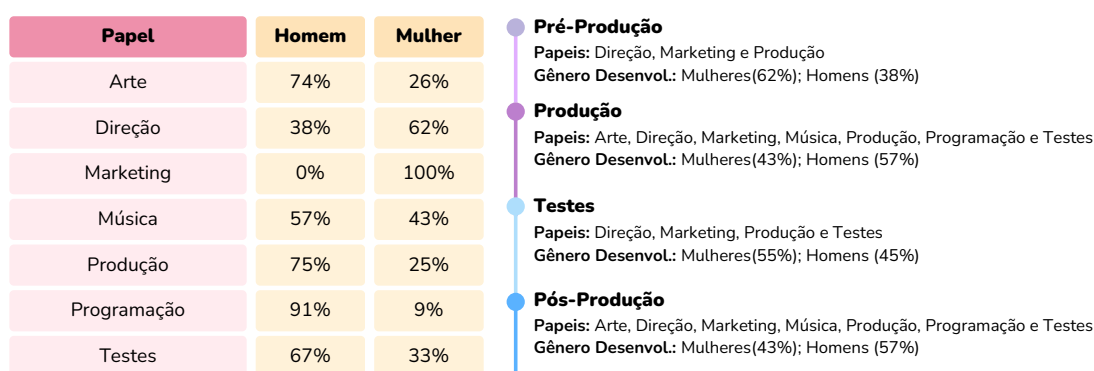 Papel Homem Mulher
Arte 74% 26%
Direção 38% 62%
Marketing 0% 100%
Música 57% 43%
Produção 75% 25%
Programação 91% 9%
Testes 67% 33%
Pré-Produção
Papeis: Direção, Marketing e Produção
Gênero Desenvol.: Mulheres(62%); Homens (38%)
Produção
Papeis: Arte, Direção, Marketing, Música, Produção, Programação e Testes
Gênero Desenvol.: Mulheres(43%); Homens (57%)
Testes
Papeis: Direção, Marketing, Produção e Testes
Gênero Desenvol.: Mulheres(55%); Homens (45%)
Pós-Produção
Papeis: Arte, Direção, Marketing, Música, Produção, Programação e Testes
Gênero Desenvol.: Mulheres(43%); Homens (57%)